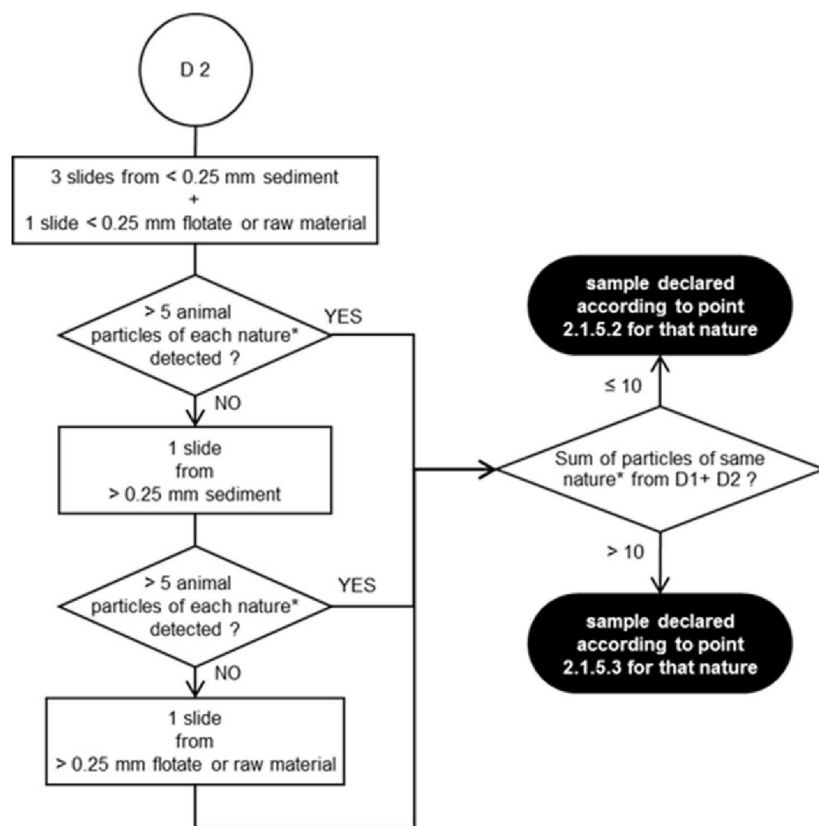 D 2
3 slides from < 0.25 mm sediment
+
1 slide < 0.25 mm flotate or raw material
> 5 animal
particles of each nature*
detected ?
YES
NO
1 slide
from
> 0.25 mm sediment
> 5 animal
particles of each nature*
detected ?
YES
NO
1 slide
from
> 0.25 mm flotate or raw material
sample declared
according to point
2.1.5.2 for that nature
≤ 10
Sum of particles of same
nature* from D1+ D2 ?
> 10
sample declared
according to point
2.1.5.3 for that nature